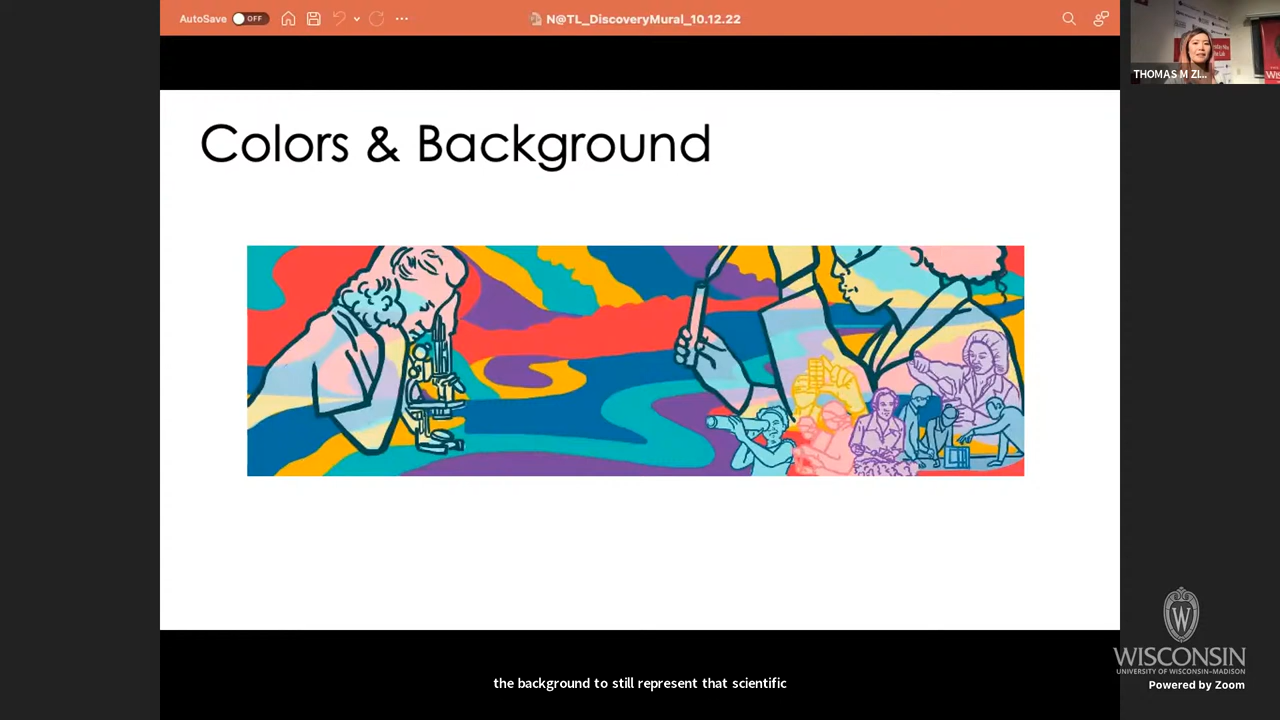 AutoSave OFF
N@TL_DiscoveryMural_10.12.22
THOMAS M ZI...
Colors & Background
W
WISCONSIN
UNIVERSITY OF WISCONSIN–MADISON
Powered by Zoom
the background to still represent that scientific